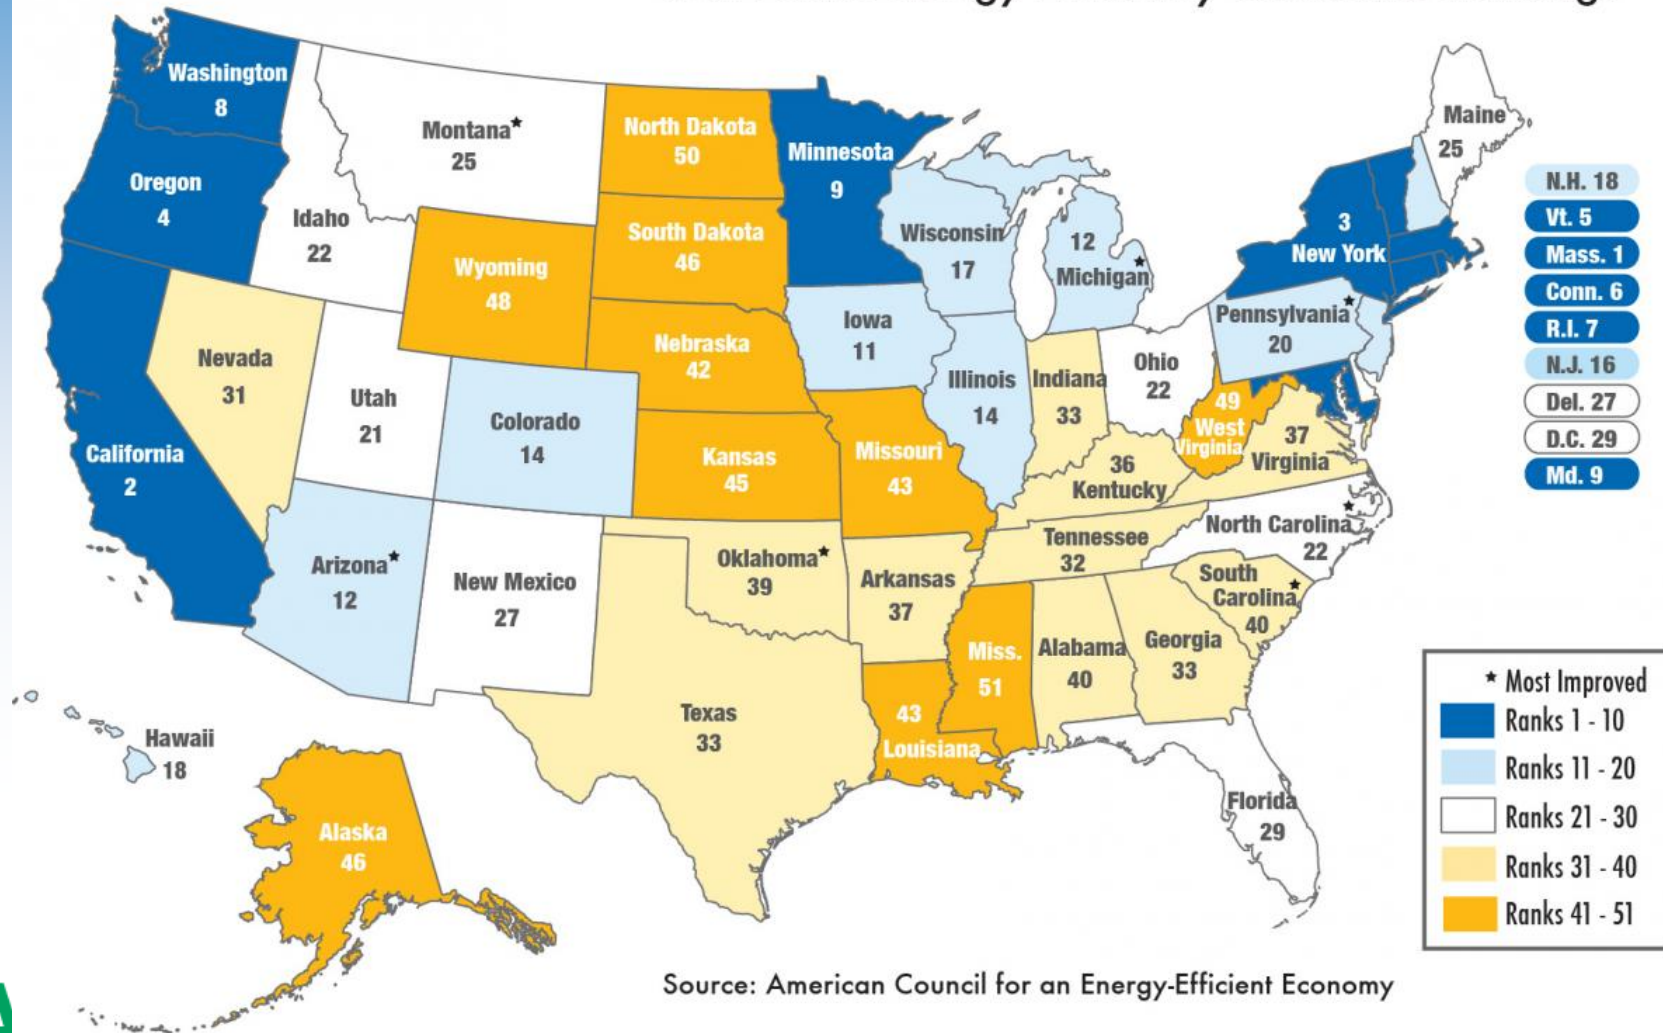 Washington
8
Oregon
4
California
2
Montana★
25
Idaho
22
Nevada
31
Utah
21
Arizona★
12
Wyoming
48
Colorado
14
New Mexico
27
North Dakota
50
South Dakota
46
Nebraska
42
Kansas
45
Oklahoma★
39
Texas
33
Minnesota
9
Iowa
11
Missouri
43
Arkansas
37
43
Louisiana
Wisconsin
17
Illinois
14
12
Michigan★
Indiana
33
Ohio
22
36
Kentucky
Tennessee
32
Miss.
51
Alabama
40
Georgia
33
Florida
29
South
Carolina★
40
North Carolina★
22
37
Virginia
49
West
Virginia
Pennsylvania★
20
3
New York
Maine
25
N.H. 18
Vt. 5
Mass. 1
Conn. 6
R.I. 7
N.J. 16
Del. 27
D.C. 29
Md. 9
Hawaii
18
Alaska
46
★ Most Improved
Ranks 1 - 10
Ranks 11 - 20
Ranks 21 - 30
Ranks 31 - 40
Ranks 41 - 51
Source: American Council for an Energy-Efficient Economy